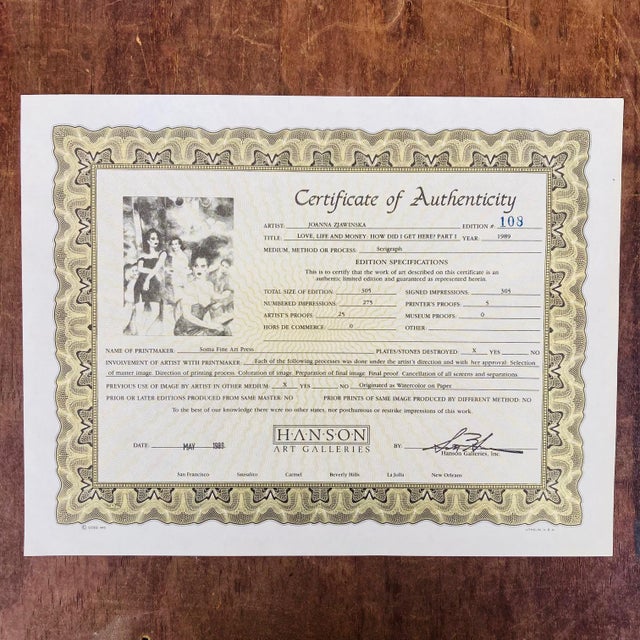 Certificate of Authenticity
ARTIST: JOANNA ZJAWINSKA EDITION # 108
TITLE: LOVE, LIFE AND MONEY: HOW DID I GET HERE? PART I YEAR: 1989
MEDIUM, METHOD OR PROCESS: Serigraph
EDITION SPECIFICATIONS
This is to certify that the work of art described on this certificate is an
authentic limited edition and guaranteed as represented herein.
TOTAL SIZE OF EDITION: 305 SIGNED IMPRESSIONS: 305
NUMBERED IMPRESSIONS: 275 PRINTER'S PROOFS: 5
ARTIST'S PROOFS: 25 MUSEUM PROOFS: 0
HORS DE COMMERCE: 0 OTHER:
NAME OF PRINTMAKER: Soma Fine Art Press PLATES/STONES DESTROYED: X YES NO
INVOLVEMENT OF ARTIST WITH PRINTMAKER: Each of the following processes was done under the artist's direction and with her approval: Selection
of master image. Direction of printing process. Coloration of image. Preparation of final image. Final proof. Cancellation of all screens and separations.
PREVIOUS USE OF IMAGE BY ARTIST IN OTHER MEDIUM: X YES NO Originated as Watercolor on Paper
PRIOR OR LATER EDITIONS PRODUCED FROM SAME MASTER: NO PRIOR PRINTS OF SAME IMAGE PRODUCED BY DIFFERENT METHOD: NO
To the best of our knowledge there were no other states, nor posthumous or restrike impressions of this work.
DATE: MAY 1989 HANSON ART GALLERIES BY:
Hanson Galleries, Inc.
San Francisco Sausalito Carmel Beverly Hills La Jolla New Orleans